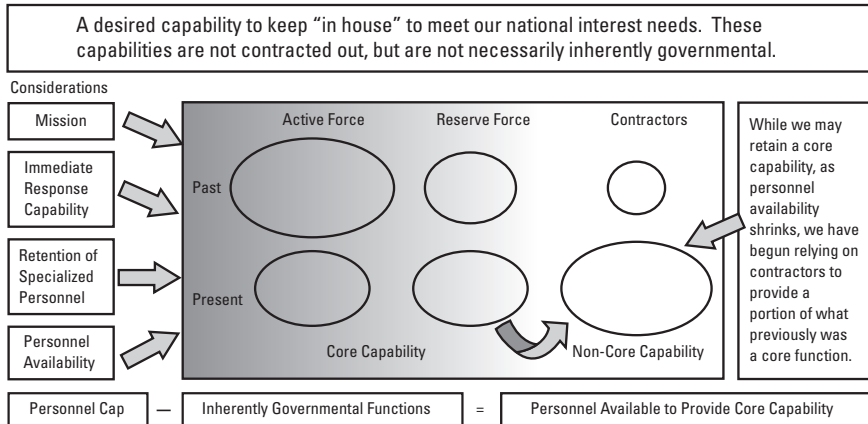 A desired capability to keep “in house” to meet our national interest needs.  These
capabilities are not contracted out, but are not necessarily inherently governmental.
Considerations
Mission
Immediate
Response
Capability
Retention of
Specialized
Personnel
Personnel
Availability
Active Force
Reserve Force
Contractors
Past
Present
Core Capability
Non-Core Capability
While we may
retain a core
capability, as
personnel
availability
shrinks, we have
begun relying on
contractors to
provide a
portion of what
previously was
a core function.
Personnel Cap
—
Inherently Governmental Functions
=
Personnel Available to Provide Core Capability